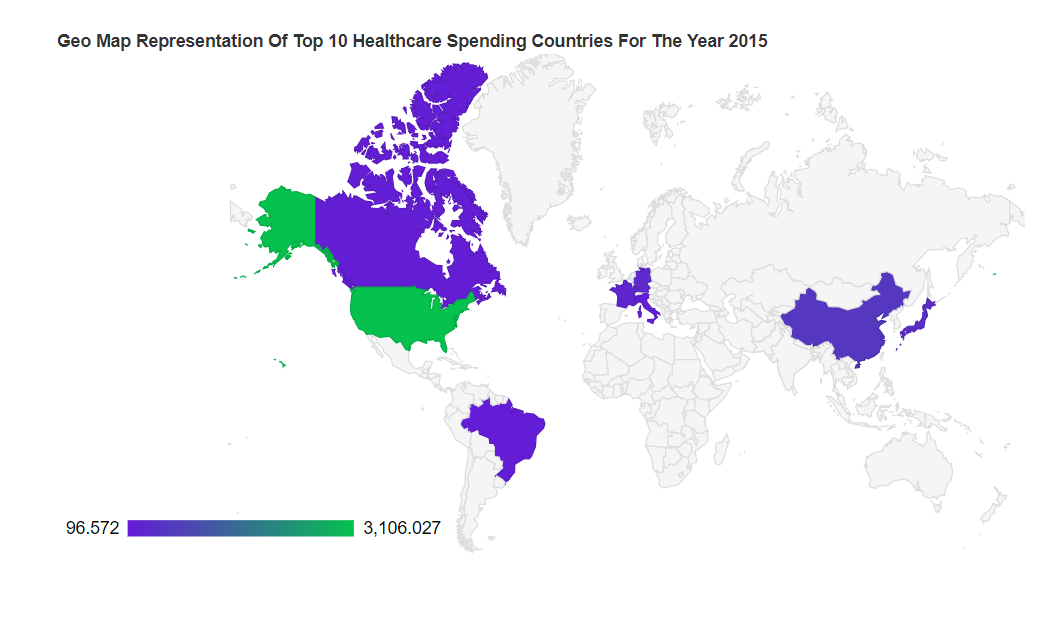 Geo Map Representation Of Top 10 Healthcare Spending Countries For The Year 2015
96.572 3,106.027